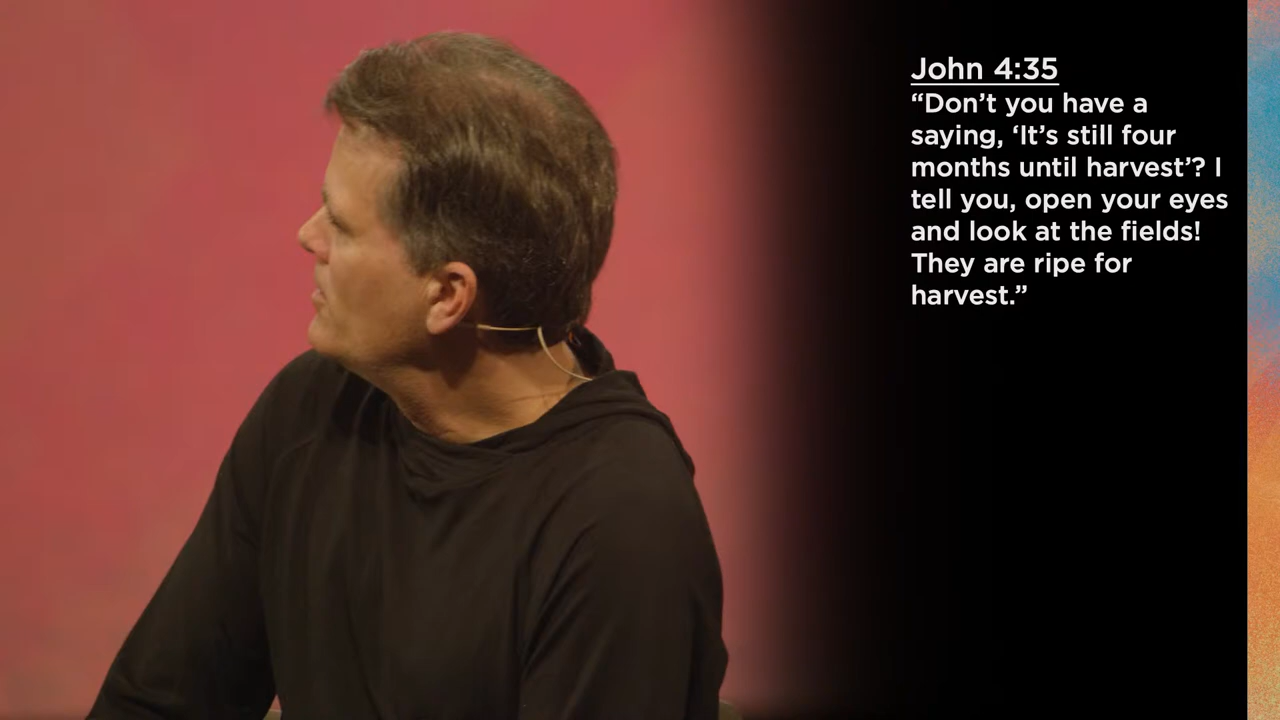 John 4:35
“Don’t you have a
saying, ‘It’s still four
months until harvest’? I
tell you, open your eyes
and look at the fields!
They are ripe for
harvest.”